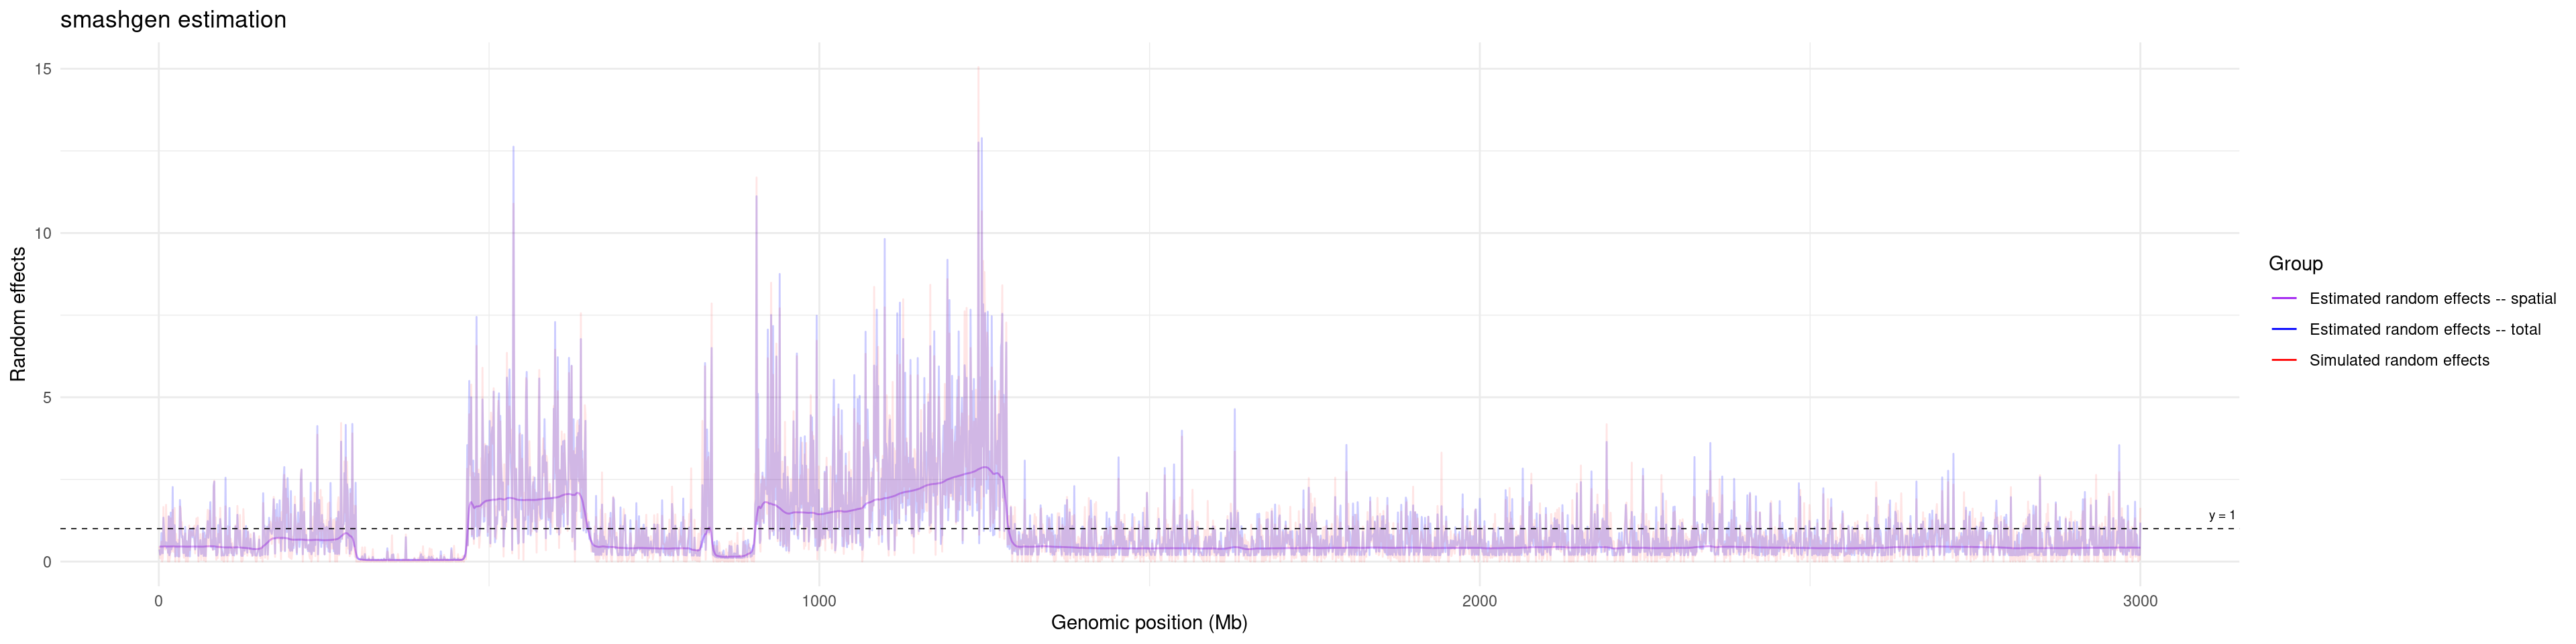 smashgen estimation
15
10
5
0
Random effects
y = 1
0
1000
2000
3000
Genomic position (Mb)
Group
Estimated random effects -- spatial
Estimated random effects -- total
Simulated random effects